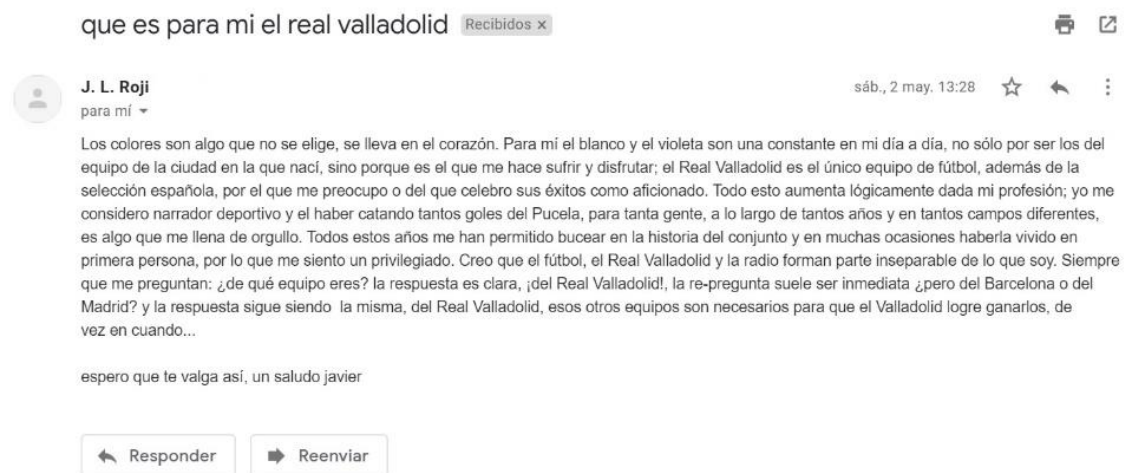 que es para mi el real valladolid Recibidos x
J. L. Roji sáb., 2 may. 13:28
para mí
Los colores son algo que no se elige, se lleva en el corazón. Para mí el blanco y el violeta son una constante en mi día a día, no sólo por ser los del
equipo de la ciudad en la que nací, sino porque es el que me hace sufrir y disfrutar; el Real Valladolid es el único equipo de fútbol, además de la
selección española, por el que me preocupo o del que celebro sus éxitos como aficionado. Todo esto aumenta lógicamente dada mi profesión; yo me
considero narrador deportivo y el haber catando tantos goles del Pucela, para tanta gente, a lo largo de tantos años y en tantos campos diferentes,
es algo que me llena de orgullo. Todos estos años me han permitido bucear en la historia del conjunto y en muchas ocasiones haberla vivido en
primera persona, por lo que me siento un privilegiado. Creo que el fútbol, el Real Valladolid y la radio forman parte inseparable de lo que soy. Siempre
que me preguntan: ¿de qué equipo eres? la respuesta es clara, ¡del Real Valladolid!, la re-pregunta suele ser inmediata ¿pero del Barcelona o del
Madrid? y la respuesta sigue siendo la misma, del Real Valladolid, esos otros equipos son necesarios para que el Valladolid logre ganarlos, de
vez en cuando...
espero que te valga así, un saludo javier
Responder Reenviar